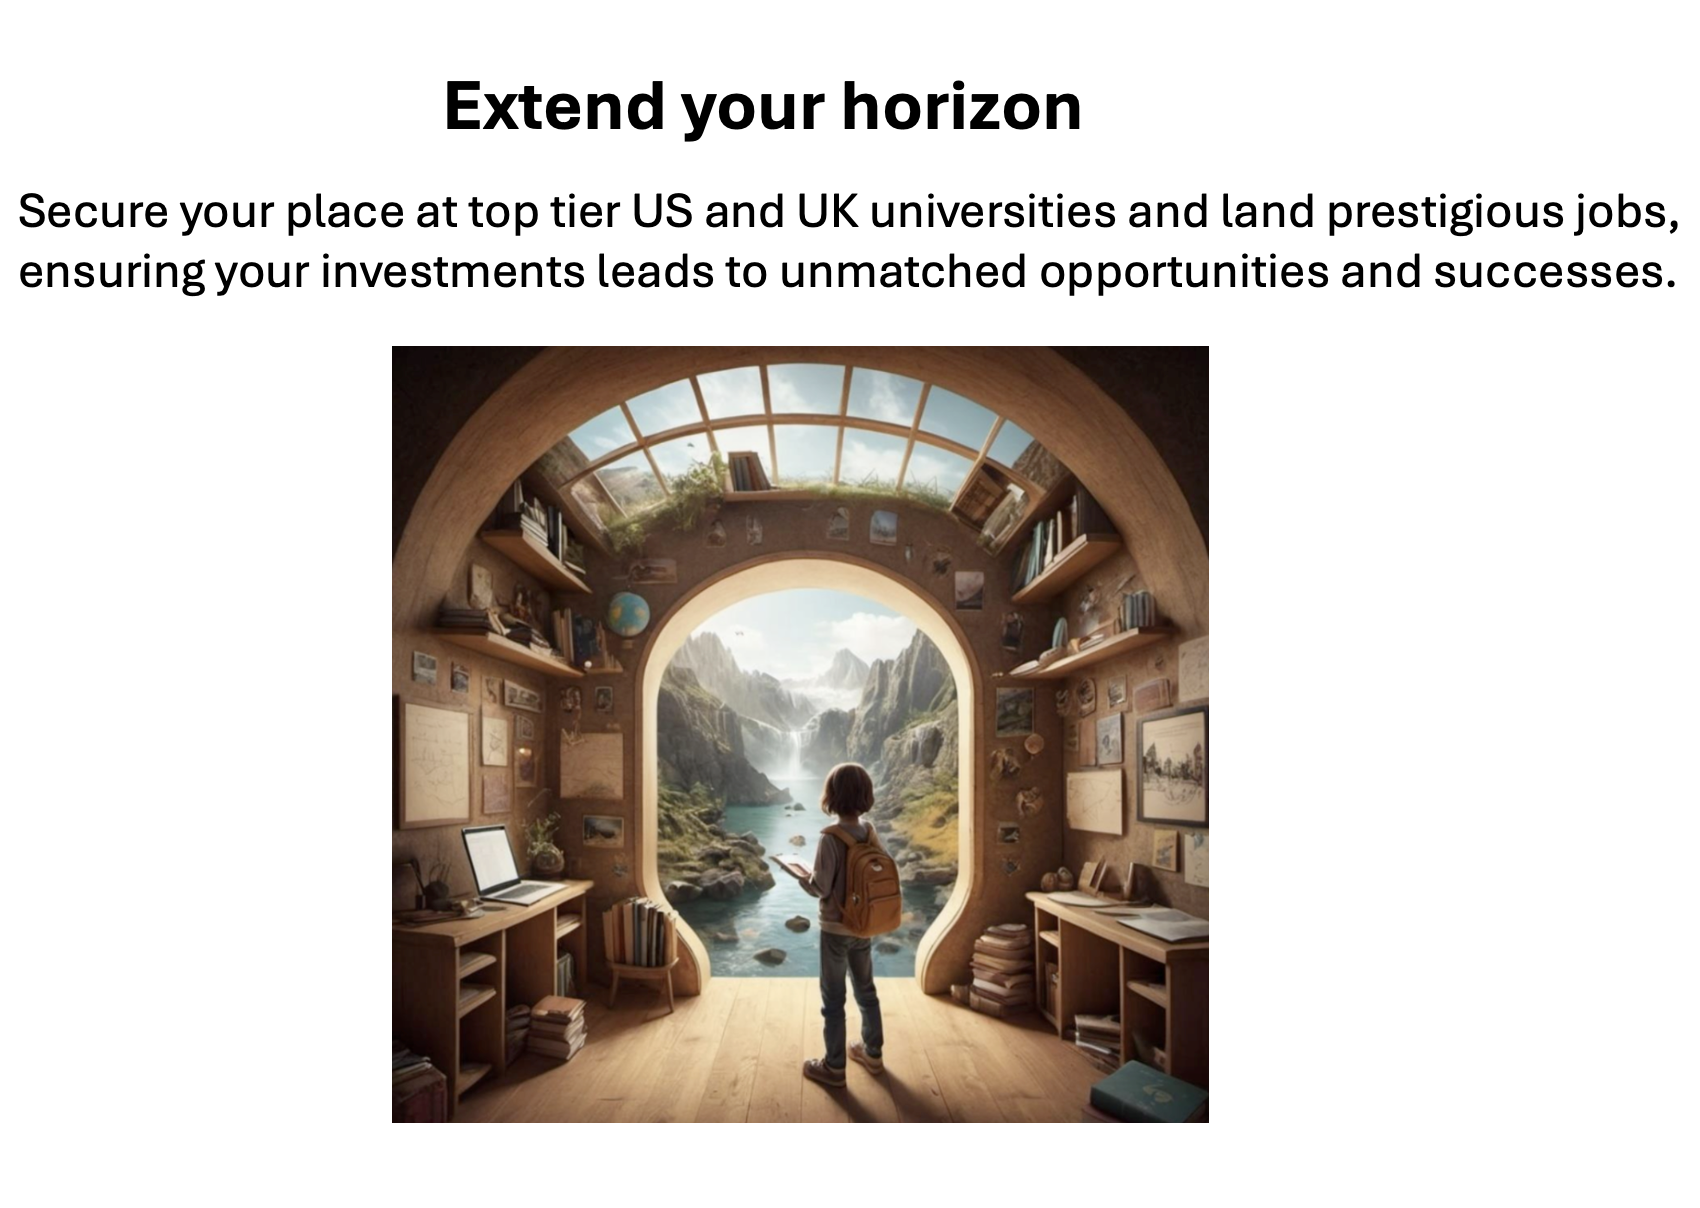 Extend your horizon
Secure your place at top tier US and UK universities and land prestigious jobs,
ensuring your investments leads to unmatched opportunities and successes.